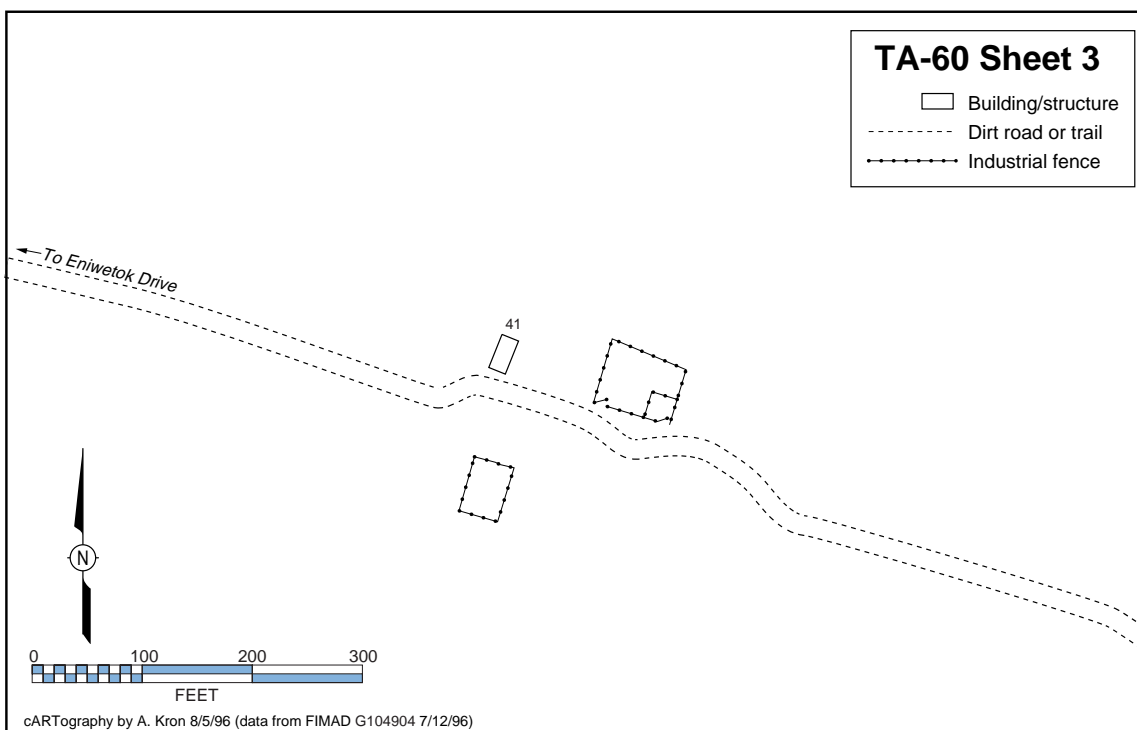 TA-60 Sheet 3
Building/structure
Dirt road or trail
Industrial fence
To Eniwetok Drive
41
N
0 100 200 300
FEET
cARTography by A. Kron 8/5/96 (data from FIMAD G104904 7/12/96)